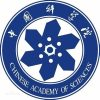 中国科学院
CHINESE ACADEMY OF SCIENCES